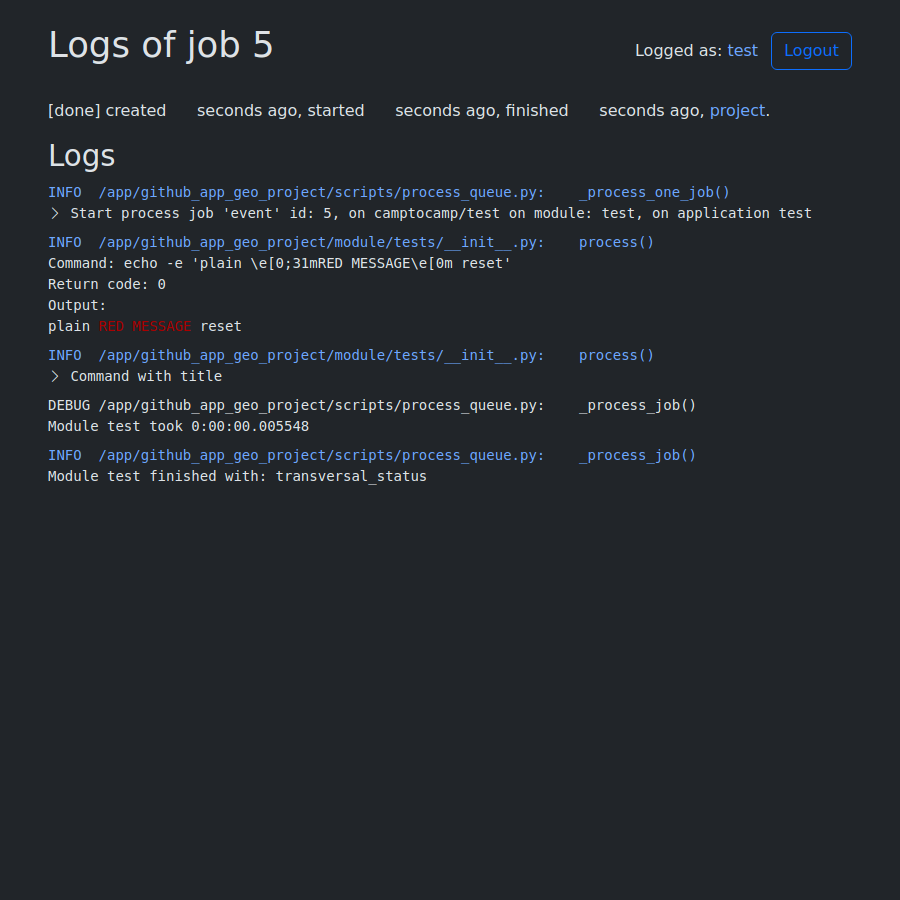 Logs of job 5
Logged as: test Logout
[done] created seconds ago, started seconds ago, finished seconds ago, project.
Logs
INFO /app/github_app_geo_project/scripts/process_queue.py: _process_one_job()
> Start process job 'event' id: 5, on camptocamp/test on module: test, on application test
INFO /app/github_app_geo_project/module/tests/__init__.py: process()
Command: echo -e 'plain \e[0;31mRED MESSAGE\e[0m reset'
Return code: 0
Output:
plain RED MESSAGE reset
INFO /app/github_app_geo_project/module/tests/__init__.py: process()
> Command with title
DEBUG /app/github_app_geo_project/scripts/process_queue.py: _process_job()
Module test took 0:00:00.005548
INFO /app/github_app_geo_project/scripts/process_queue.py: _process_job()
Module test finished with: transversal_status